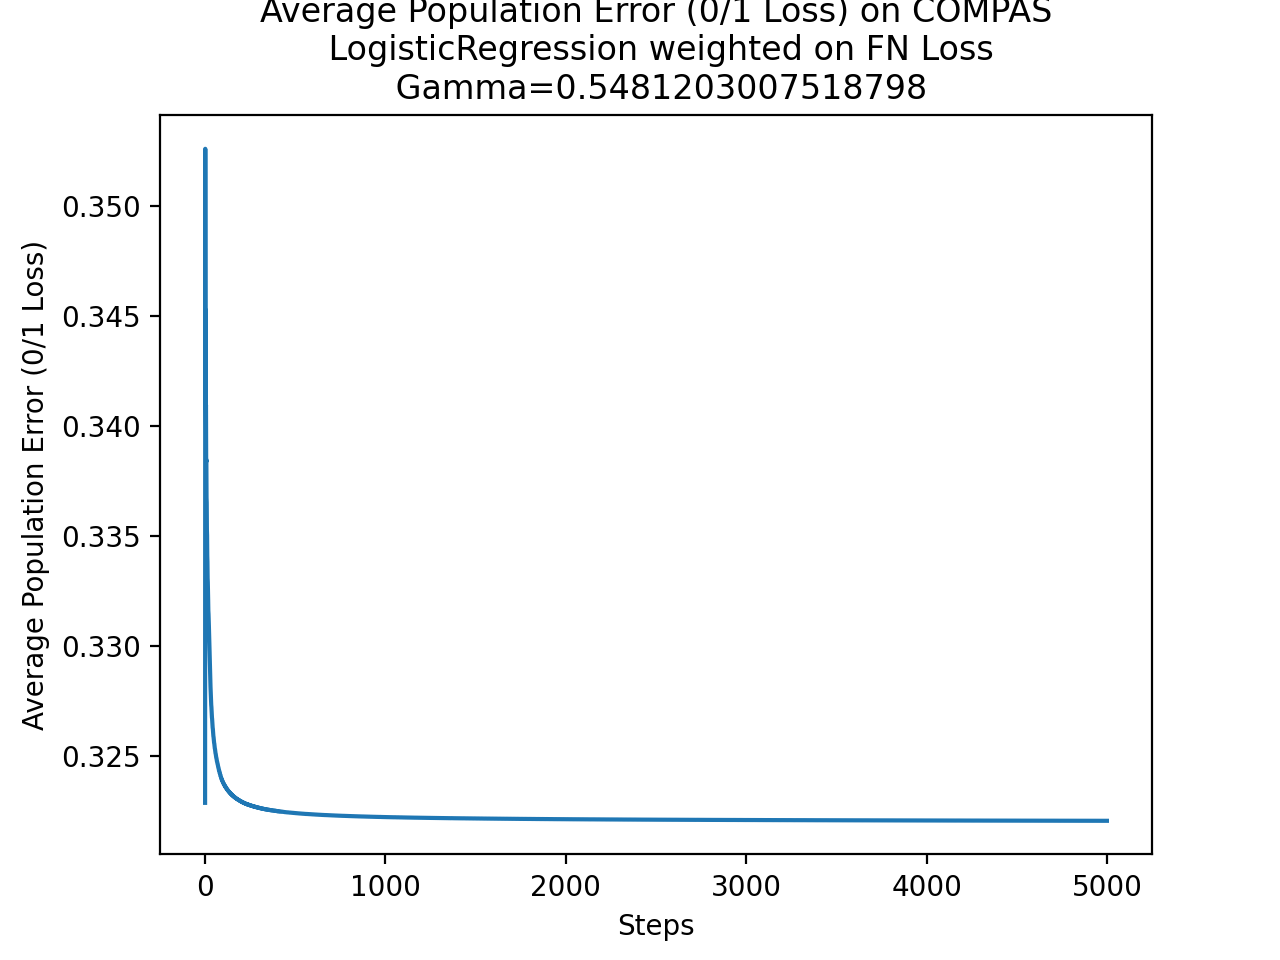 Average Population Error (0/1 Loss) on COMPAS
LogisticRegression weighted on FN Loss
Gamma=0.5481203007518798
Average Population Error (0/1 Loss)
0.350
0.345
0.340
0.335
0.330
0.325
0 1000 2000 3000 4000 5000
Steps